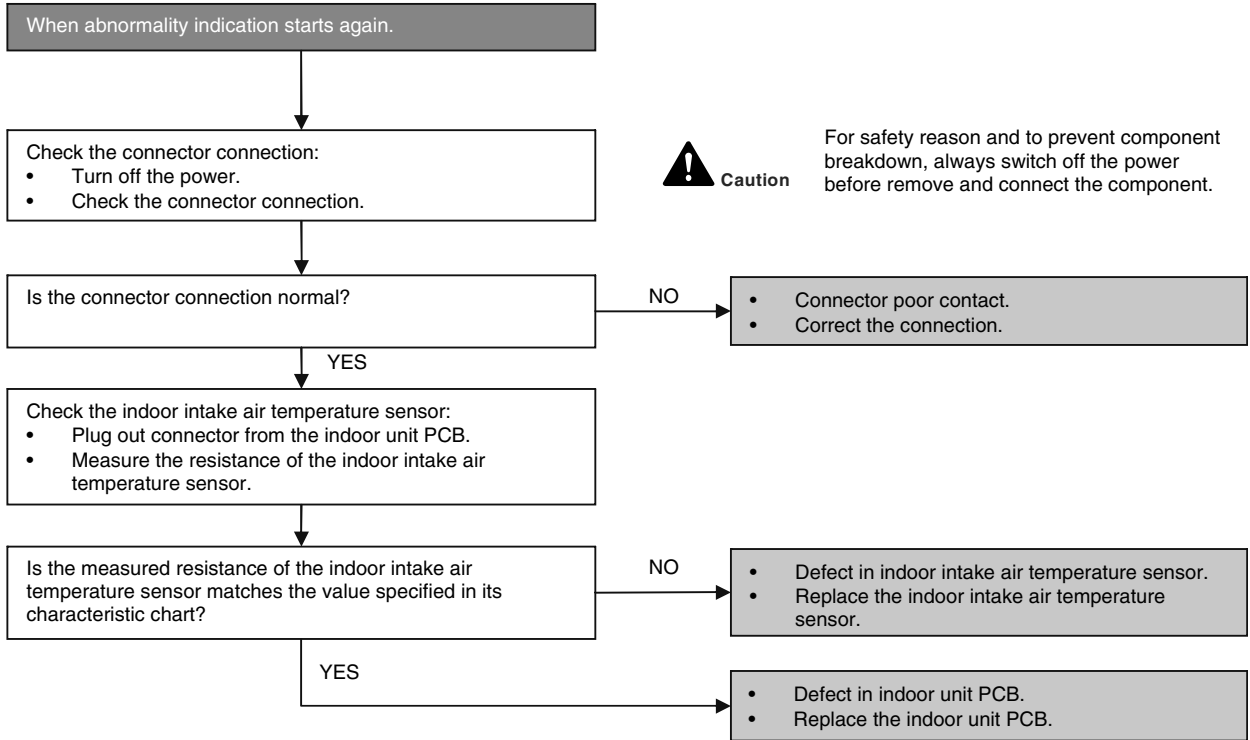 When abnormality indication starts again.
Check the connector connection:
• Turn off the power.
• Check the connector connection.
Caution
For safety reason and to prevent component
breakdown, always switch off the power
before remove and connect the component.
Is the connector connection normal?
NO
• Connector poor contact.
• Correct the connection.
YES
Check the indoor intake air temperature sensor:
• Plug out connector from the indoor unit PCB.
• Measure the resistance of the indoor intake air
temperature sensor.
Is the measured resistance of the indoor intake air
temperature sensor matches the value specified in its
characteristic chart?
NO
• Defect in indoor intake air temperature sensor.
• Replace the indoor intake air temperature
sensor.
YES
• Defect in indoor unit PCB.
• Replace the indoor unit PCB.